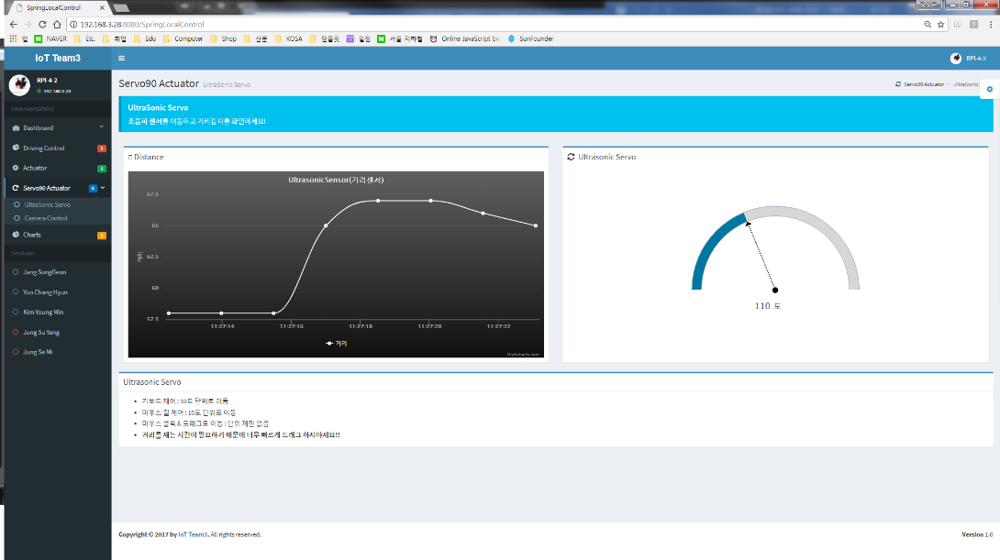 SpringLocalControl
192.168.3.28:8080/SpringLocalControl
앱 NAVER Etc. 취업 Edu Computer Shop 신문 KOSA 템플릿 일정 서울 지하철 Online JavaScript be SunFounder
IoT Team3
RPI-4-2
RPI-4-2
192.168.3.28
MAIN NAVIGATION
Dashboard
Driving Control 1
Actuator
Servo90 Actuator 2
UltraSonic Servo
Camera Control
Charts
Developer
Jang SungGeun
Yoo Chang Hyun
Kim Young Min
Jung Su Yang
Jung Se Mi
Servo90 Actuator UltraSonic Servo
Servo90 Actuator > UltraSonic
UltraSonic Servo
초음파 센서를 이동하고 거리감지를 확인하세요!
Distance
UltrasonicSensor(거리센서)
67.5
65
62.5
60
57.5
거리
11:27:14 11:27:16 11:27:18 11:27:20 11:27:22
거리
Highcharts.com
Ultrasonic Servo
110 도
Ultrasonic Servo
키보드 제어 : 10도 단위로 이동
마우스 휠 제어 : 10도 단위로 이동
마우스 클릭 & 드래그로 이동 : 단위 제한 없음
거리를 재는 시간이 필요하기 때문에 너무 빠르게 드래그 하지마세요!!
Copyright © 2017 by IoT Team3. All rights reserved.
Version 1.0